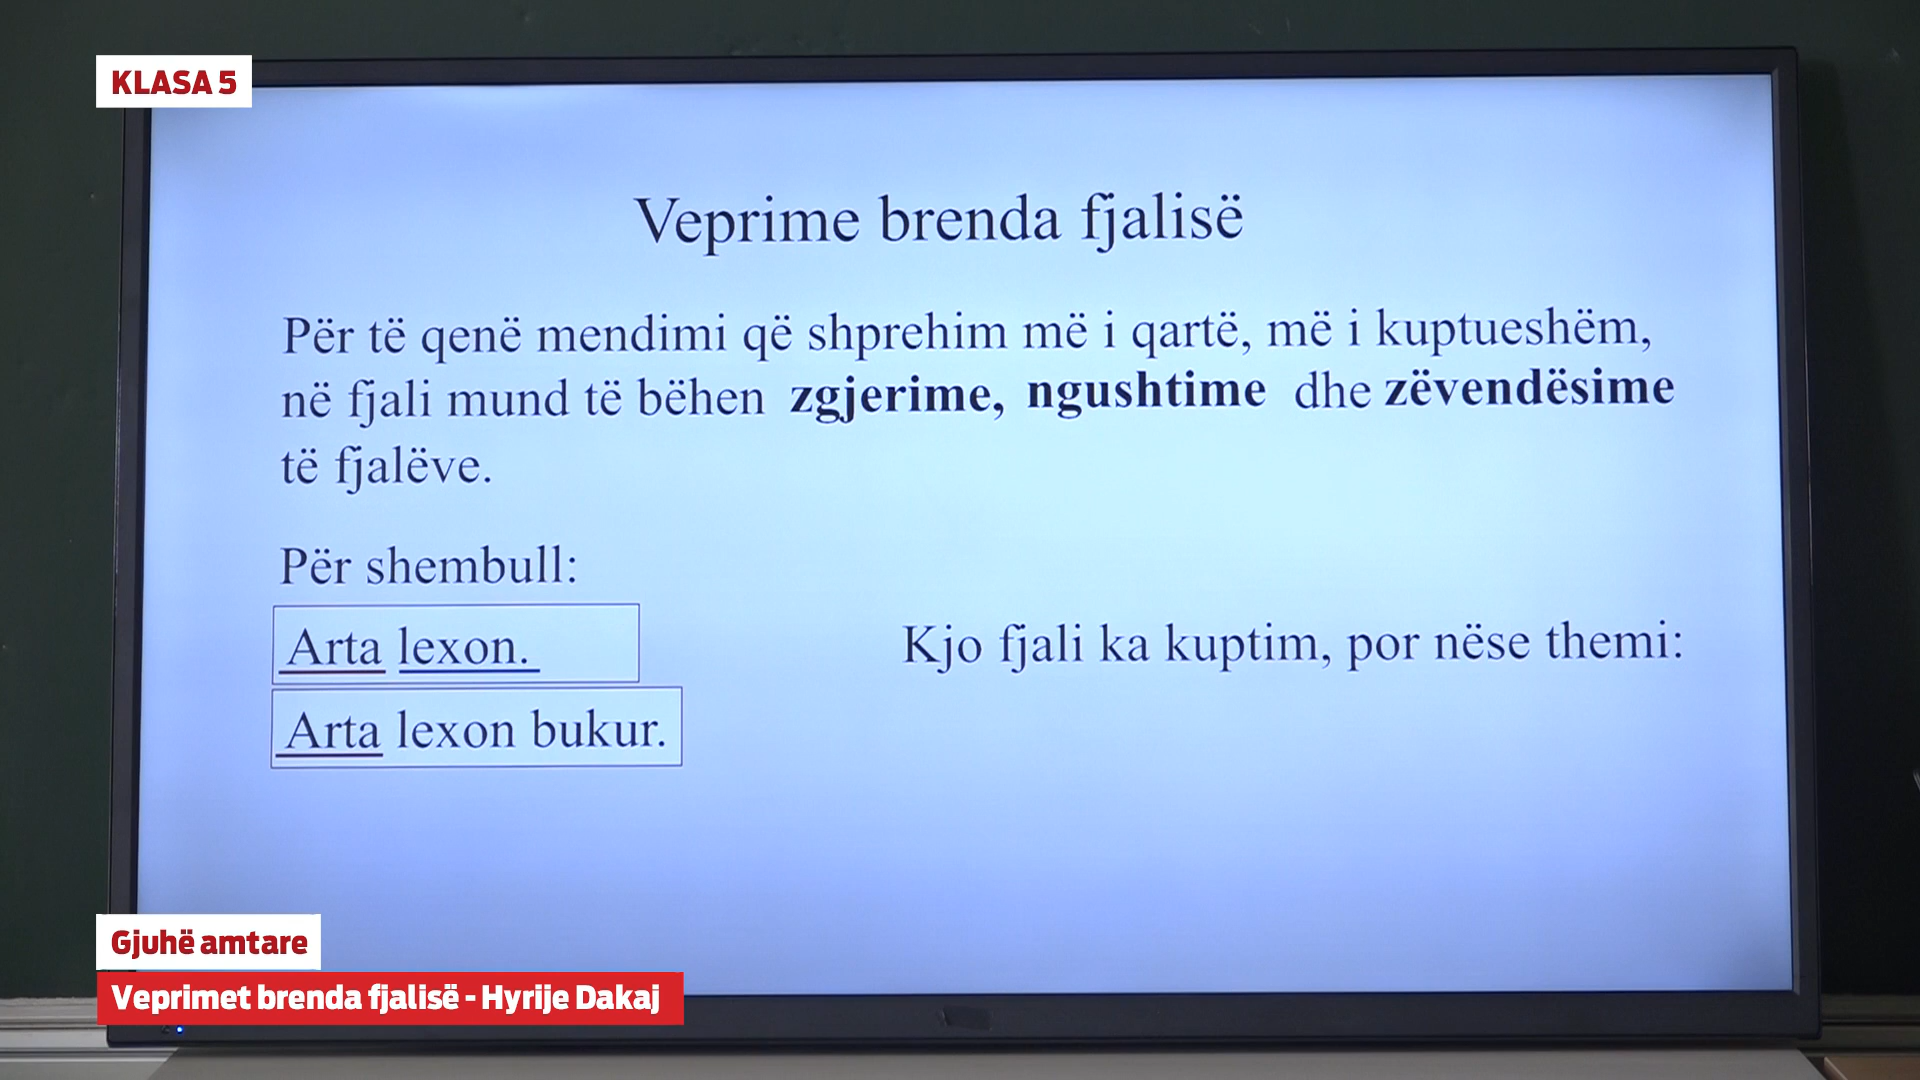 KLASA 5
Veprime brenda fjalisë
Për të qenë mendimi që shprehim më i qartë, më i kuptueshëm,
në fjali mund të bëhen zgjerime, ngushtime dhe zëvendësime
të fjalëve.
Për shembull:
Arta lexon.
Kjo fjali ka kuptim, por nëse themi:
Arta lexon bukur.
Gjuhë amtare
Veprimet brenda fjalisë - Hyrije Dakaj